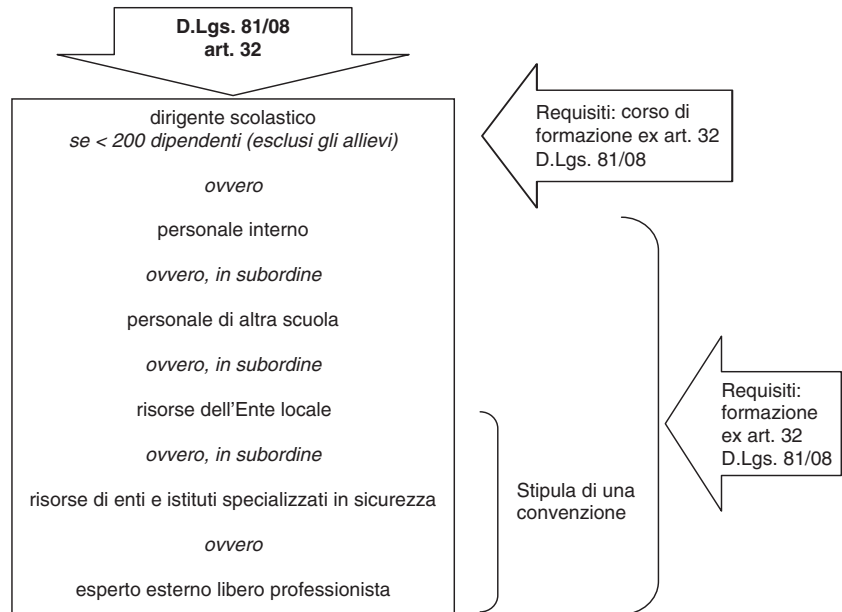 D.Lgs. 81/08
art. 32
dirigente scolastico
se < 200 dipendenti (esclusi gli allievi)
ovvero
personale interno
ovvero, in subordine
personale di altra scuola
ovvero, in subordine
risorse dell'Ente locale
ovvero, in subordine
risorse di enti e istituti specializzati in sicurezza
ovvero
esperto esterno libero professionista
Requisiti: corso di
formazione ex art. 32
D.Lgs. 81/08
Stipula di una
convenzione
Requisiti:
formazione
ex art. 32
D.Lgs. 81/08